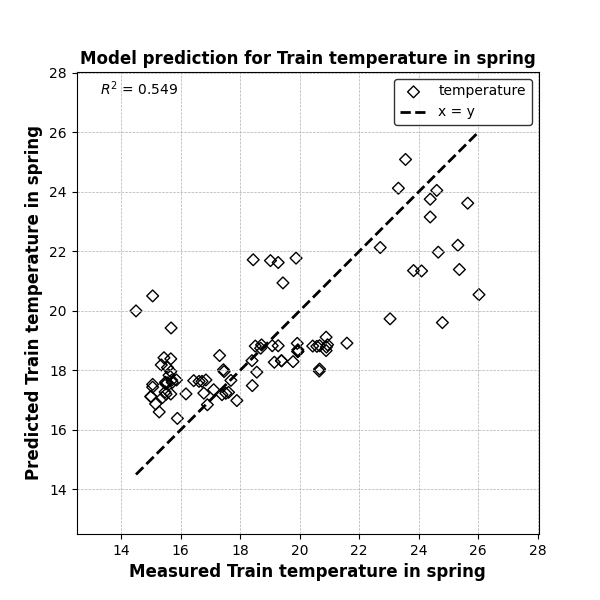 Model prediction for Train temperature in spring
R² = 0.549
temperature
x = y
Predicted Train temperature in spring
28
26
24
22
20
18
16
14
14 16 18 20 22 24 26 28
Measured Train temperature in spring